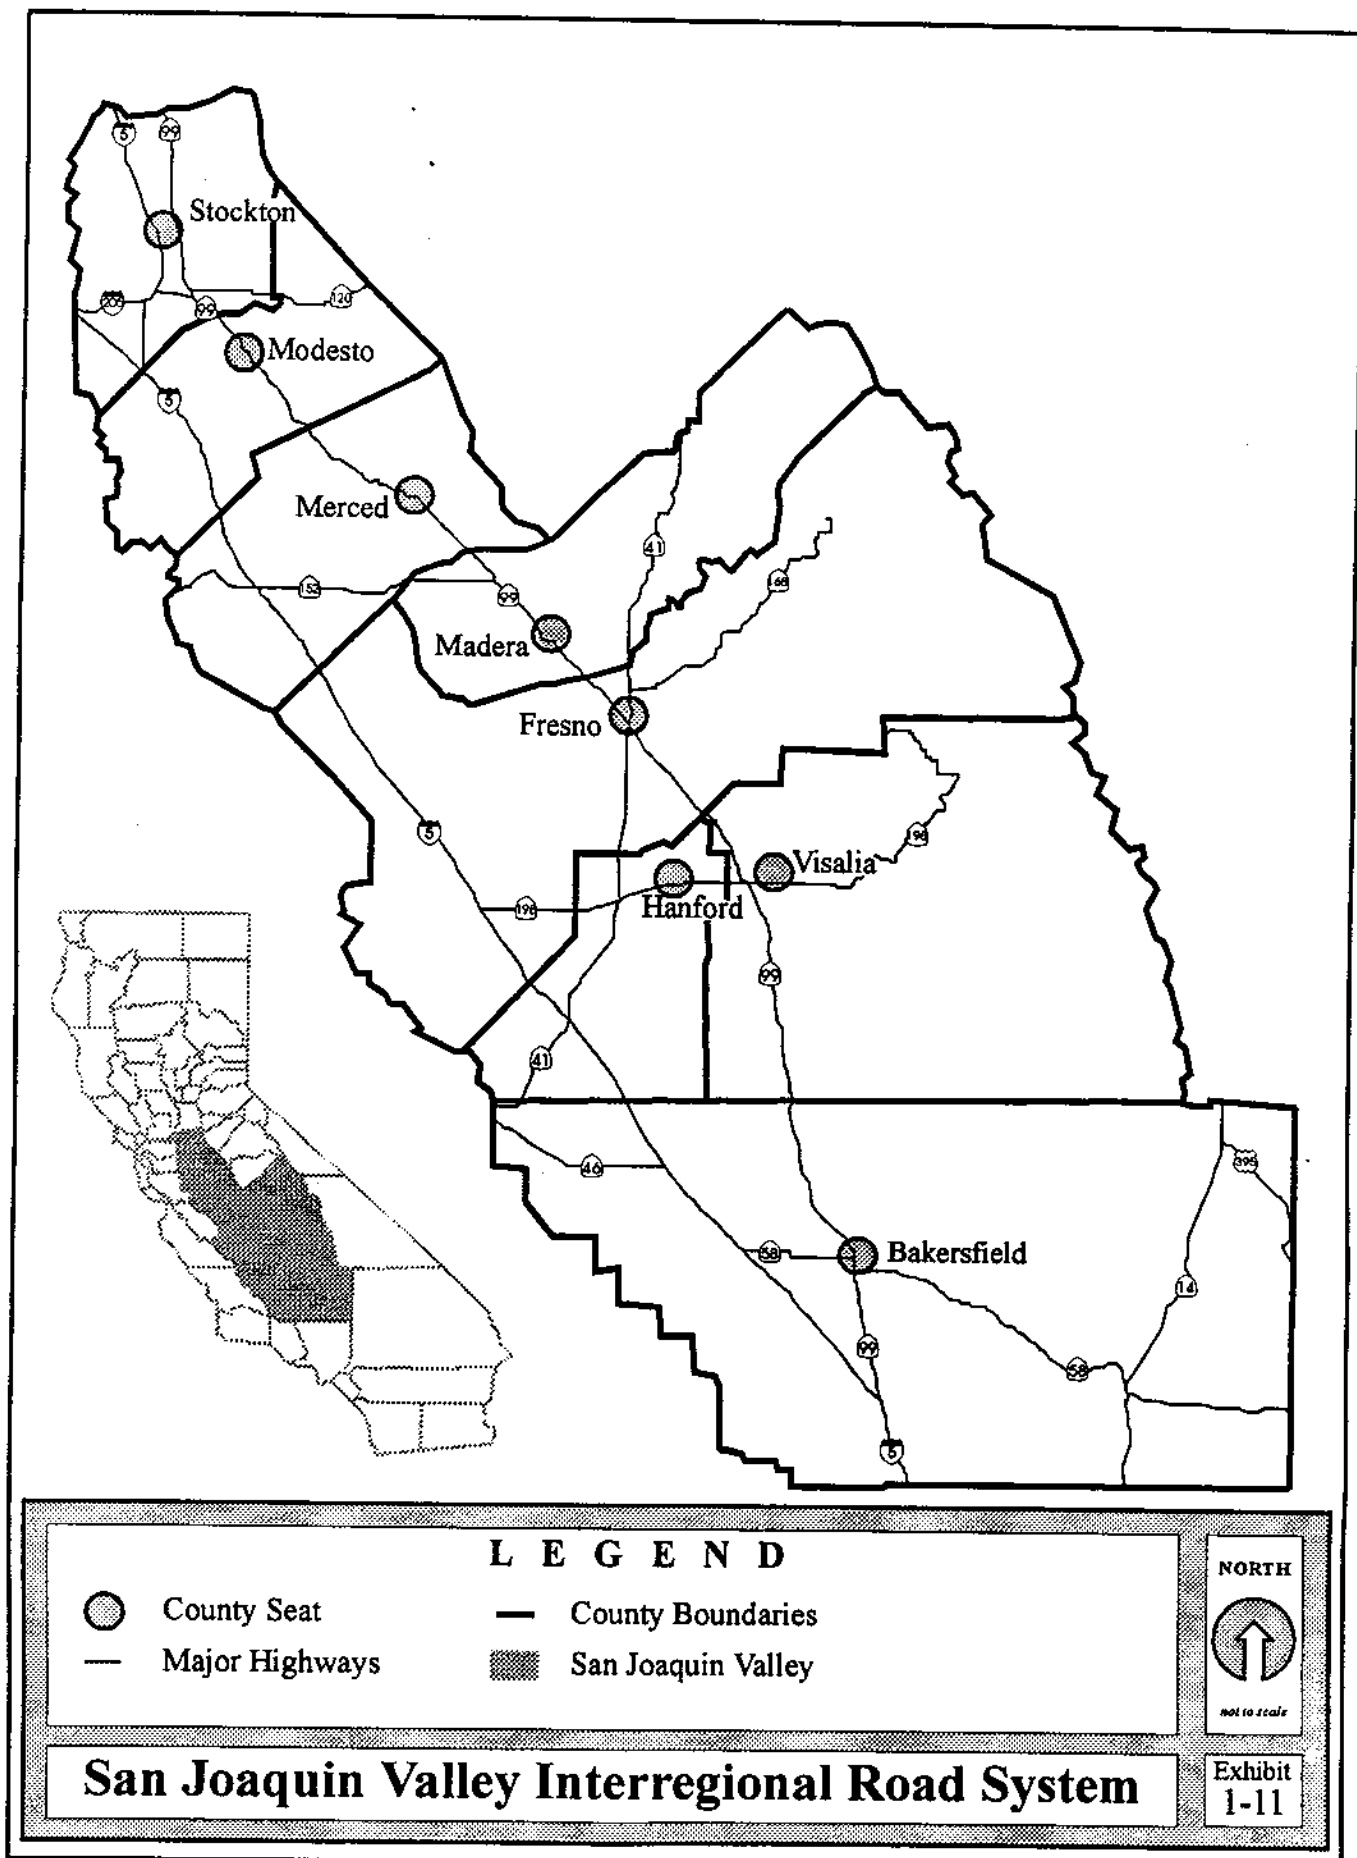 5
99
Stockton
205
99
120
Modesto
5
Merced
41
152
99
168
Madera
Fresno
5
Visalia
198
198
Hanford
99
41
46
395
58
Bakersfield
14
99
58
5
LEGEND
County Seat
County Boundaries
Major Highways
San Joaquin Valley
NORTH
not to scale
San Joaquin Valley Interregional Road System
Exhibit
1-11